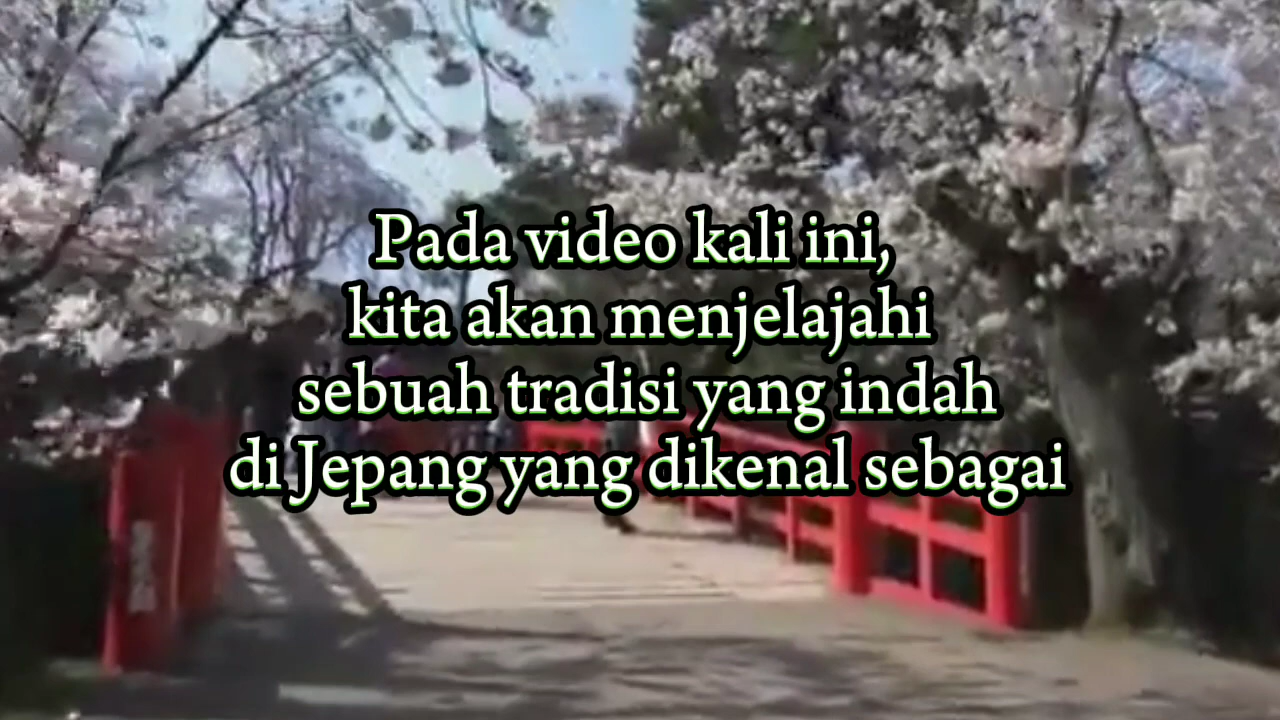 Pada video kali ini,
kita akan menjelajahi
sebuah tradisi yang indah
di Jepang yang dikenal sebagai